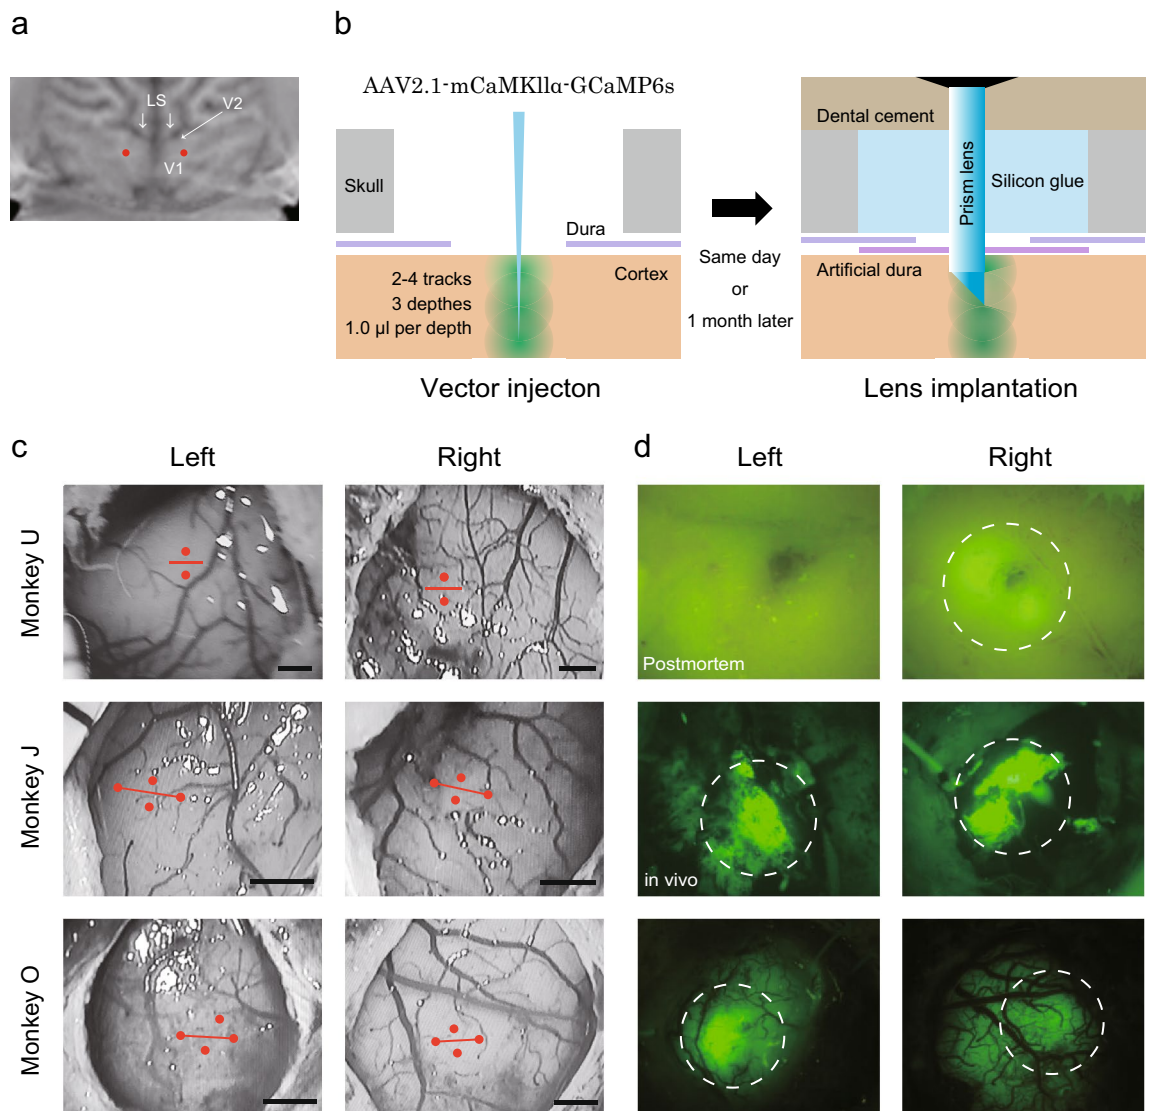 a
b
LS
V2
V1
AAV2.1-mCaMKllα-GCaMP6s
Skull
Dura
2-4 tracks
3 depthes
1.0 µl per depth
Cortex
Vector injecton
Same day
or
1 month later
Dental cement
Prism lens
Silicon glue
Artificial dura
Lens implantation
c
Left
Right
d
Left
Right
Monkey U
Postmortem
Monkey J
in vivo
Monkey O